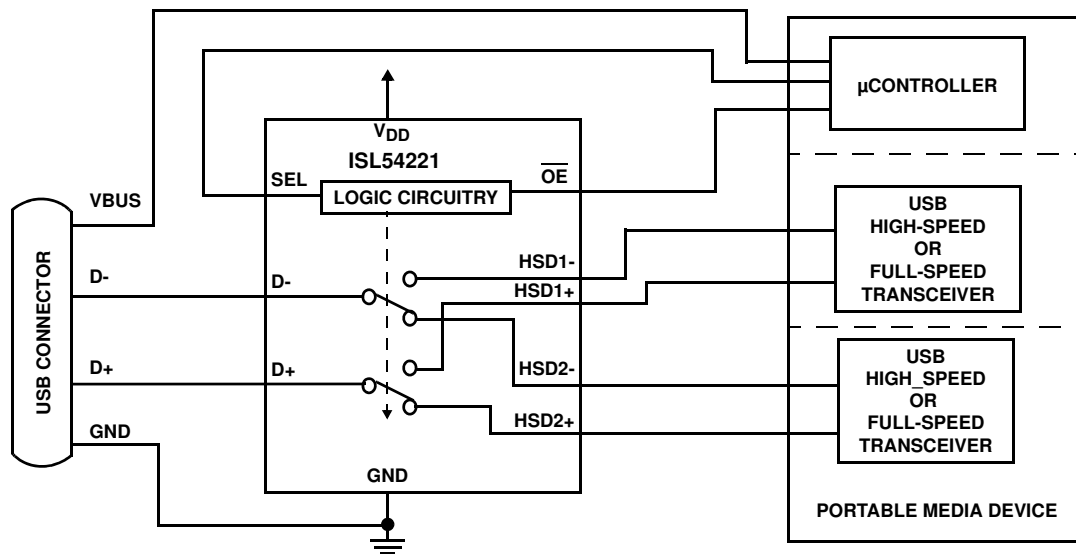 µCONTROLLER
VDD
ISL54221
SEL
OE
LOGIC CIRCUITRY
VBUS
USB CONNECTOR
D-
D-
D+
D+
GND
HSD1-
HSD1+
HSD2-
HSD2+
GND
USB
HIGH-SPEED
OR
FULL-SPEED
TRANSCEIVER
USB
HIGH_SPEED
OR
FULL-SPEED
TRANSCEIVER
PORTABLE MEDIA DEVICE